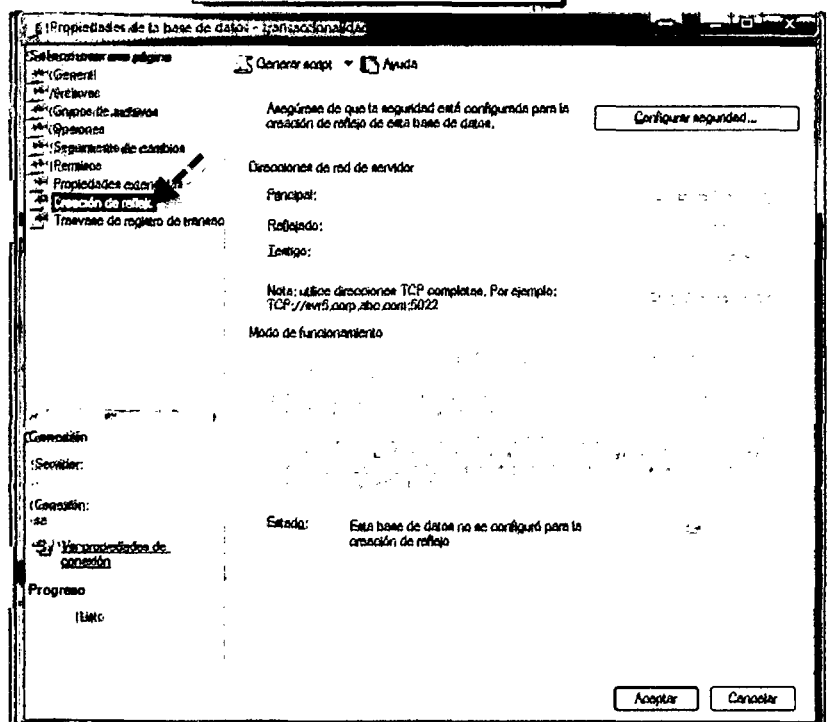 Propiedades de la base de datos - transaccionalidad
Seleccionar una página
General
Archivos
Grupos de archivos
Opciones
Seguimiento de cambios
Permisos
Propiedades exten
Creación de reflejo
Trasvase de registro de transac
Generar script
Ayuda
Asegúrese de que la seguridad está configurada para la
creación de reflejo de esta base de datos.
Configurar seguridad...
Direcciones de red de servidor
Principal:
Reflejado:
Testigo:
Nota: utilice direcciones TCP completas. Por ejemplo:
TCP://svr5.corp.abc.com:5022
Modo de funcionamiento
Conexión
Servidor:
Conexión:
sa
Ver propiedades de
conexión
Progreso
Listo
Estado:
Esta base de datos no se configuró para la
creación de reflejo
Aceptar
Cancelar